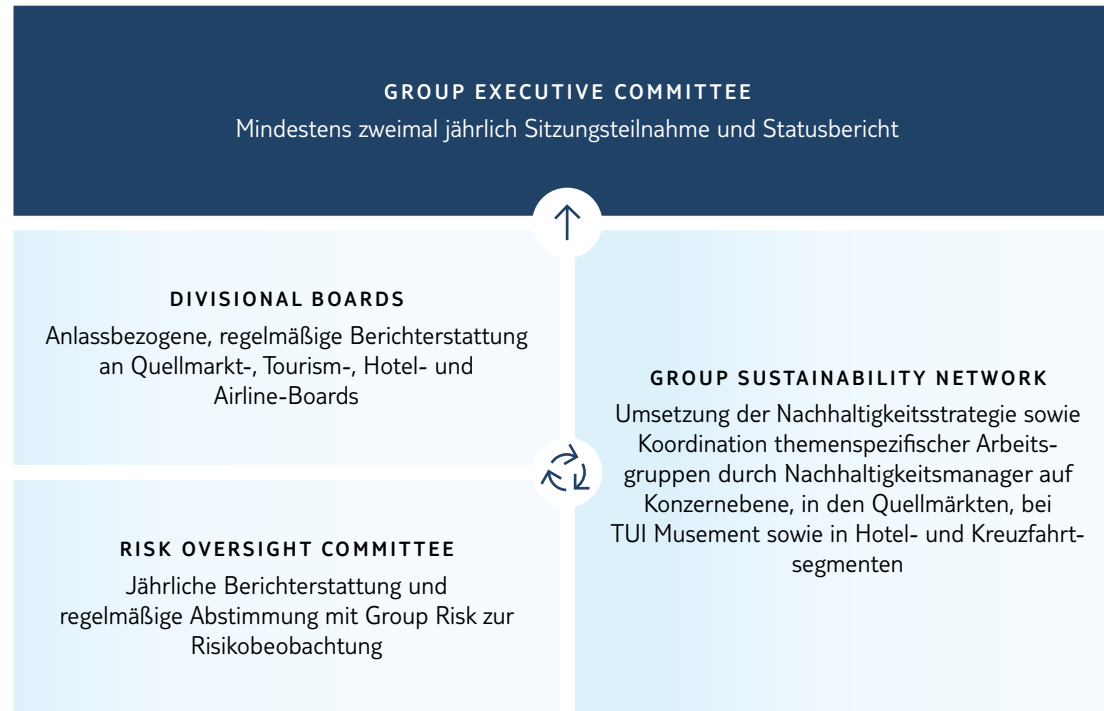 GROUP EXECUTIVE COMMITTEE
Mindestens zweimal jährlich Sitzungsteilnahme und Statusbericht
DIVISIONAL BOARDS
Anlassbezogene, regelmäßige Berichterstattung
an Quellmarkt-, Tourism-, Hotel- und
Airline-Boards
RISK OVERSIGHT COMMITTEE
Jährliche Berichterstattung und
regelmäßige Abstimmung mit Group Risk zur
Risikobeobachtung
GROUP SUSTAINABILITY NETWORK
Umsetzung der Nachhaltigkeitsstrategie sowie
Koordination themenspezifischer Arbeits-
gruppen durch Nachhaltigkeitsmanager auf
Konzernebene, in den Quellmärkten, bei
TUI Musement sowie in Hotel- und Kreuzfahrt-
segmenten